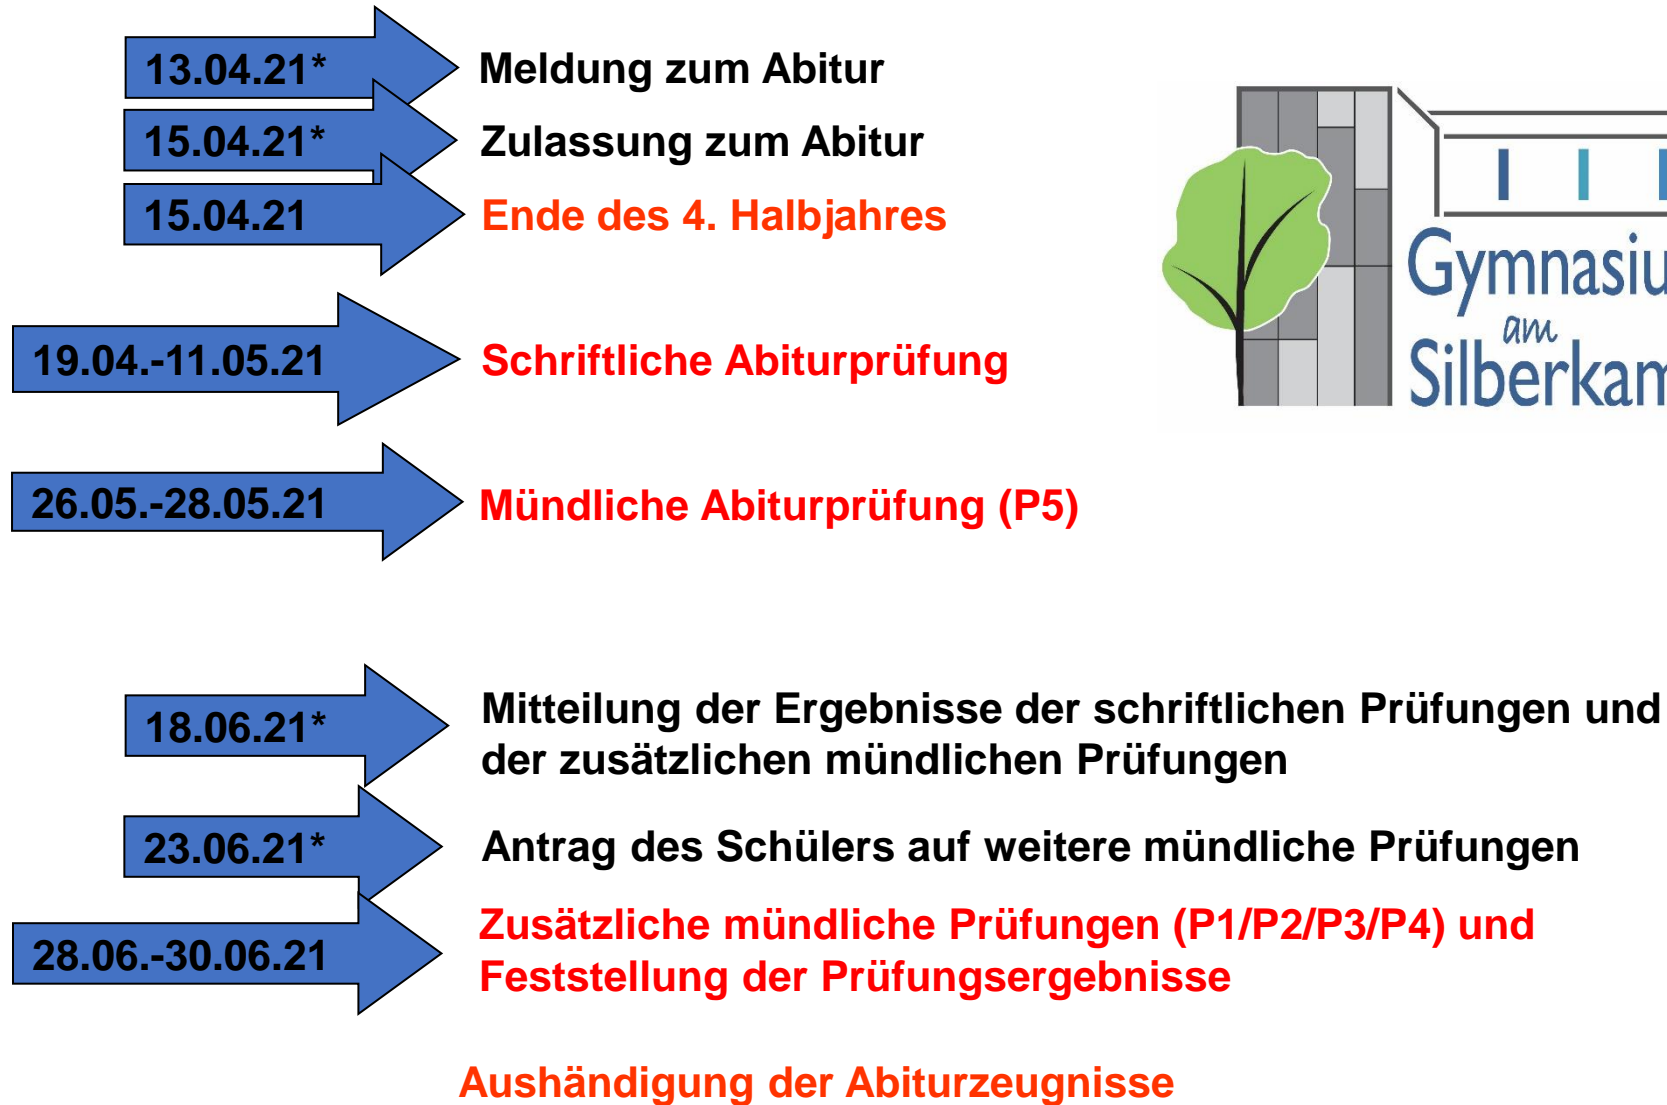 13.04.21* Meldung zum Abitur
15.04.21* Zulassung zum Abitur
15.04.21 Ende des 4. Halbjahres
Gymnasiu
am
Silberkam
19.04.-11.05.21 Schriftliche Abiturprüfung
26.05.-28.05.21 Mündliche Abiturprüfung (P5)
18.06.21* Mitteilung der Ergebnisse der schriftlichen Prüfungen und
der zusätzlichen mündlichen Prüfungen
23.06.21* Antrag des Schülers auf weitere mündliche Prüfungen
28.06.-30.06.21 Zusätzliche mündliche Prüfungen (P1/P2/P3/P4) und
Feststellung der Prüfungsergebnisse
Aushändigung der Abiturzeugnisse